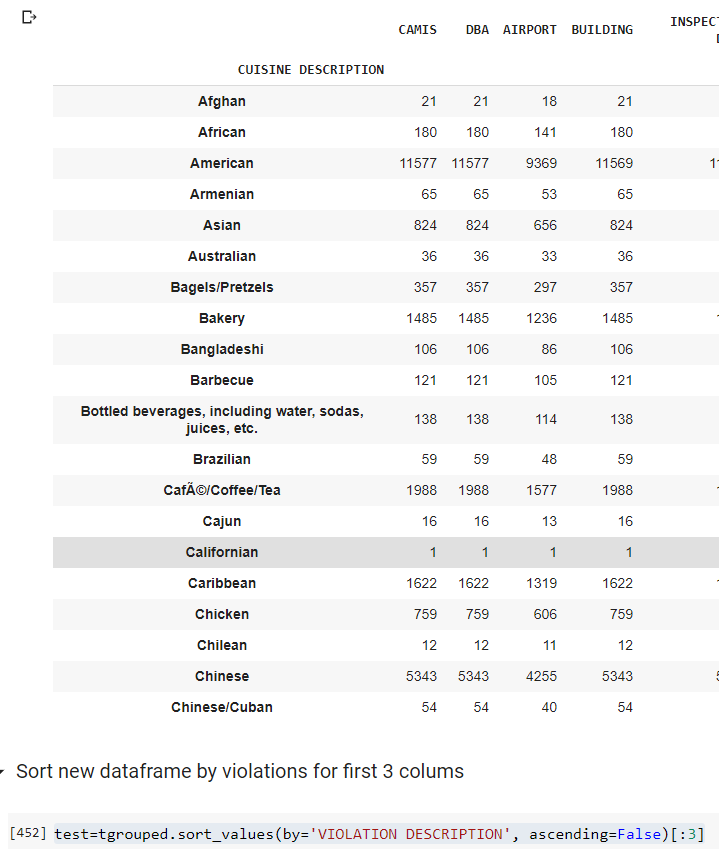 CAMIS DBA AIRPORT BUILDING INSPECT
CUISINE DESCRIPTION
Afghan 21 21 18 21
African 180 180 141 180
American 11577 11577 9369 11569 11
Armenian 65 65 53 65
Asian 824 824 656 824
Australian 36 36 33 36
Bagels/Pretzels 357 357 297 357
Bakery 1485 1485 1236 1485
Bangladeshi 106 106 86 106
Barbecue 121 121 105 121
Bottled beverages, including water, sodas,
juices, etc. 138 138 114 138
Brazilian 59 59 48 59
CafÃ©/Coffee/Tea 1988 1988 1577 1988
Cajun 16 16 13 16
Californian 1 1 1 1
Caribbean 1622 1622 1319 1622
Chicken 759 759 606 759
Chilean 12 12 11 12
Chinese 5343 5343 4255 5343
Chinese/Cuban 54 54 40 54
Sort new dataframe by violations for first 3 colums
[452] test=tgrouped.sort_values(by='VIOLATION DESCRIPTION', ascending=False)[:3]